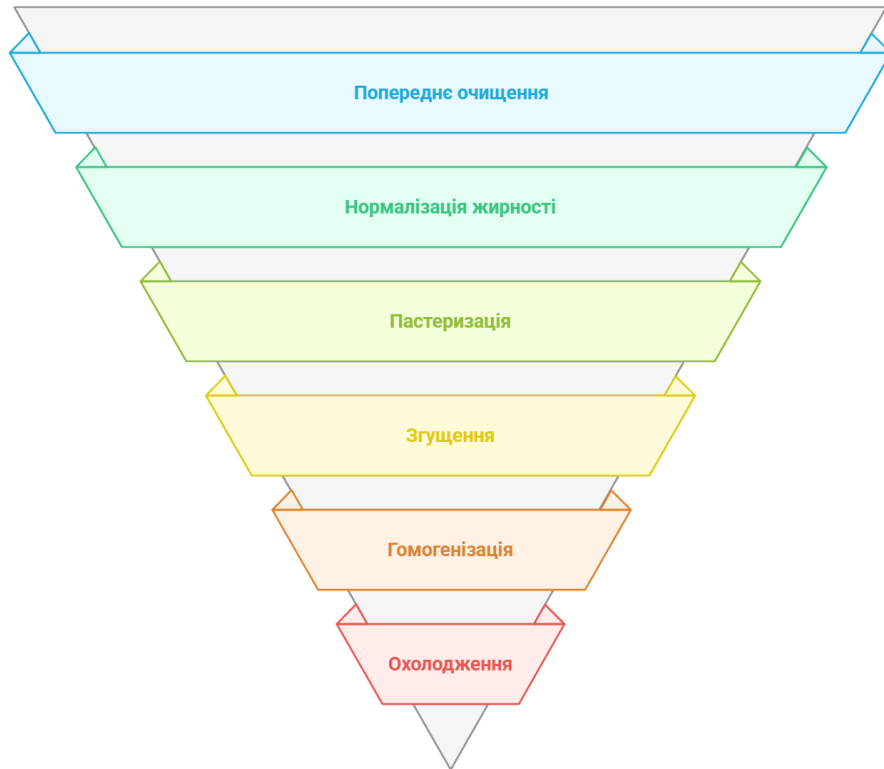 Попереднє очищення
Нормалізація жирності
Пастеризація
Згущення
Гомогенізація
Охолодження